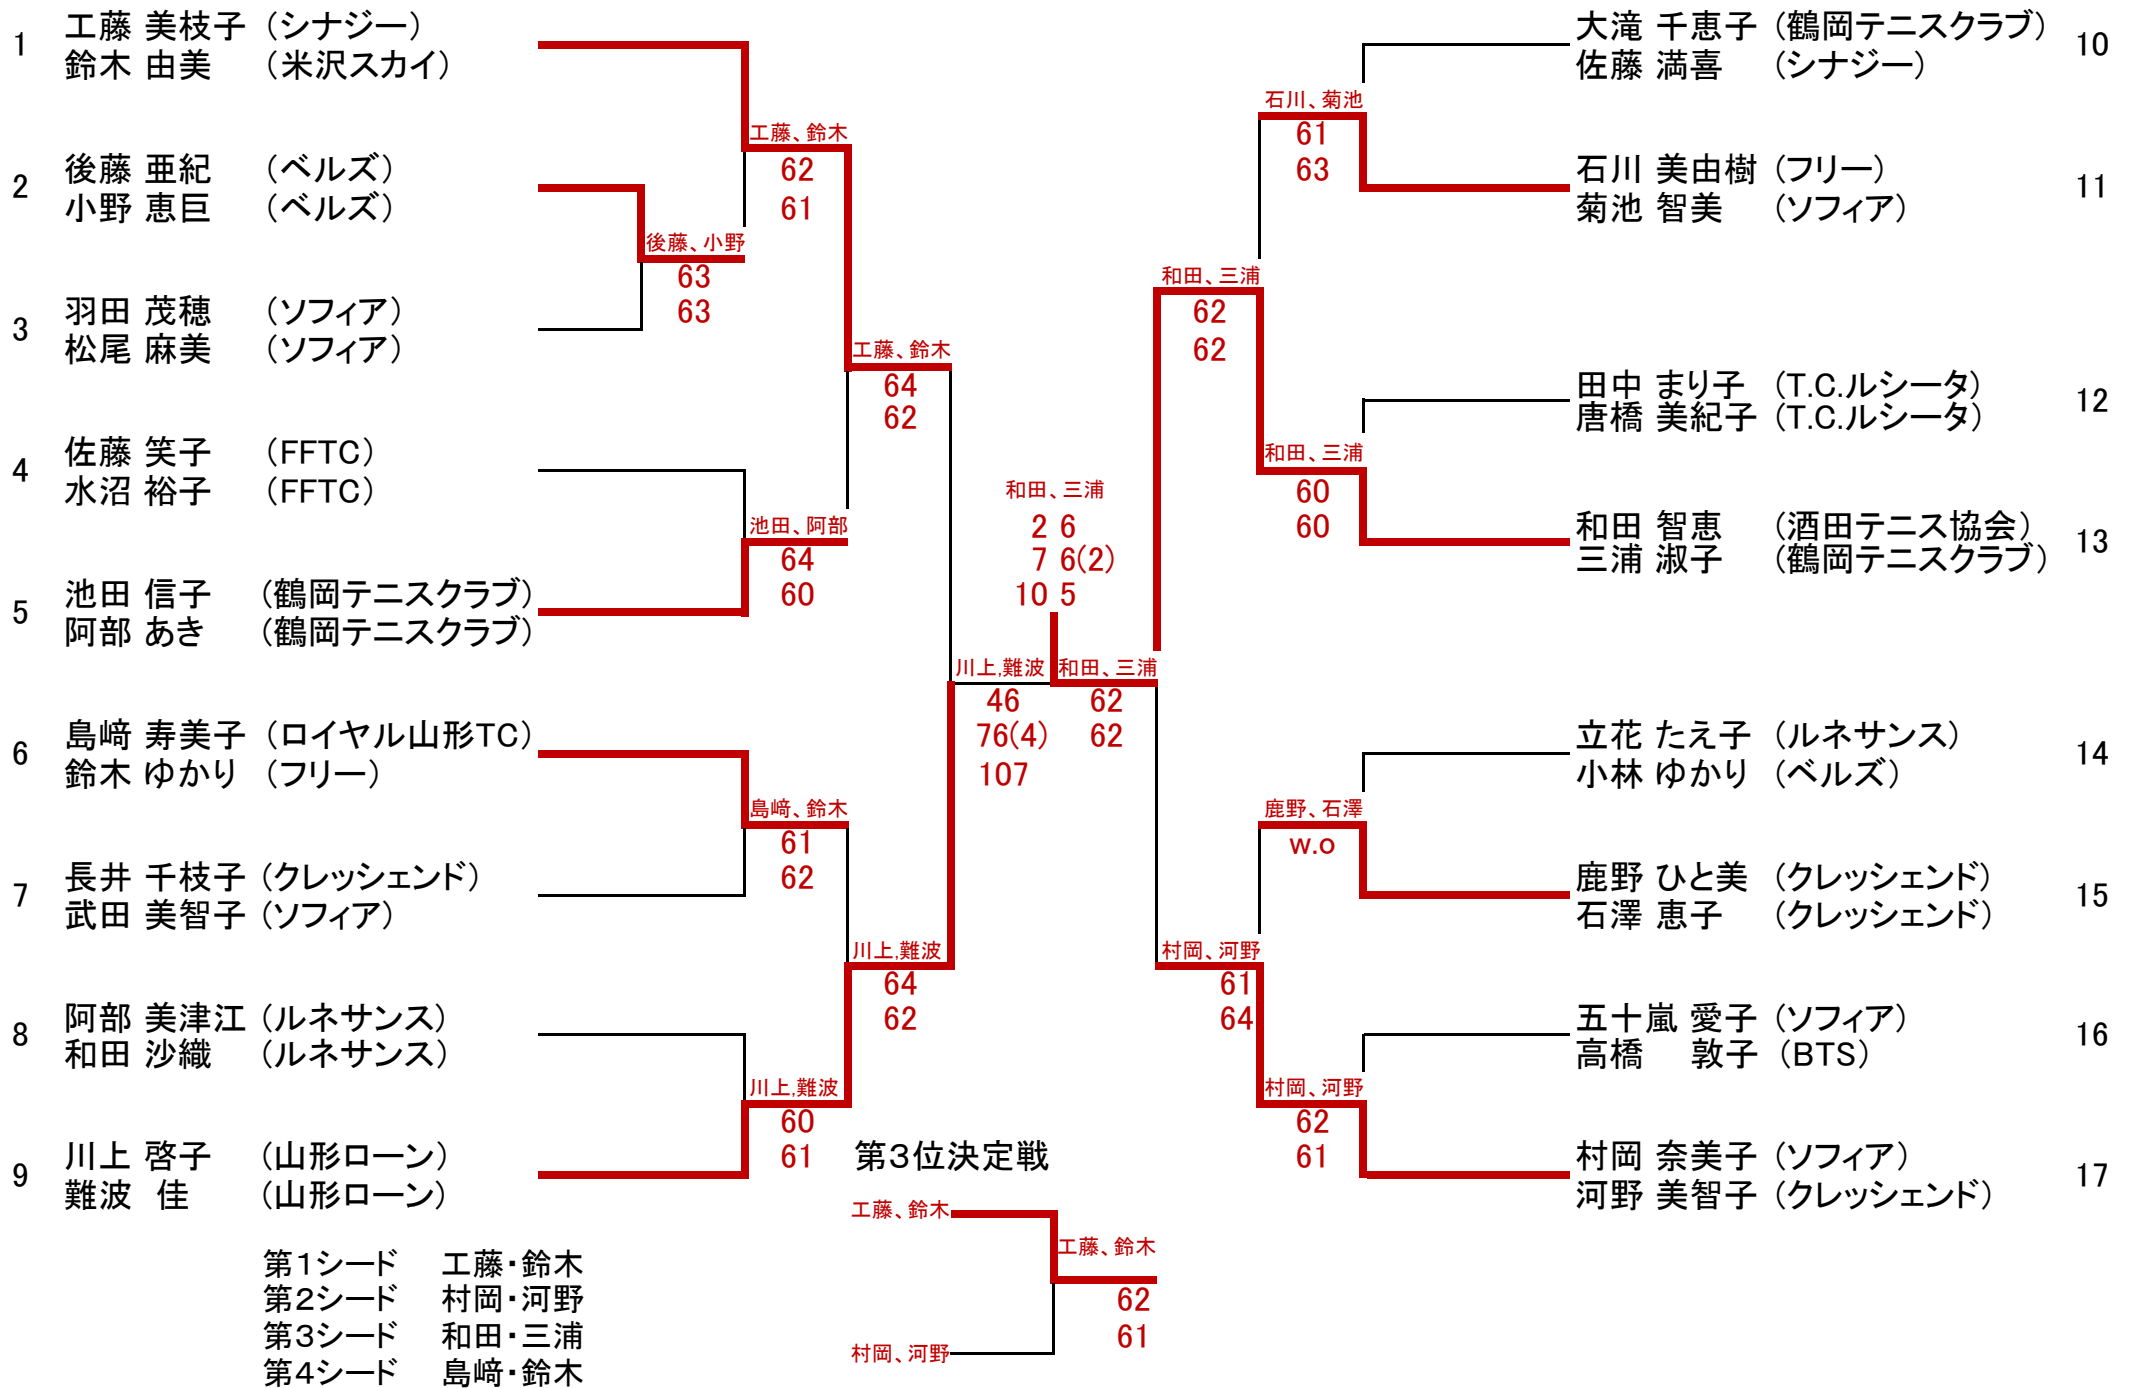 1
工藤 美枝子 (シナジー)
鈴木 由美 (米沢スカイ)
2
後藤 亜紀 (ベルズ)
小野 恵巨 (ベルズ)
3
羽田 茂穂 (ソフィア)
松尾 麻美 (ソフィア)
4
佐藤 笑子 (FFTC)
水沼 裕子 (FFTC)
5
池田 信子 (鶴岡テニスクラブ)
阿部 あき (鶴岡テニスクラブ)
6
島﨑 寿美子 (ロイヤル山形TC)
鈴木 ゆかり (フリー)
7
長井 千枝子 (クレッシェンド)
武田 美智子 (ソフィア)
8
阿部 美津江 (ルネサンス)
和田 沙織 (ルネサンス)
9
川上 啓子 (山形ローン)
難波 佳 (山形ローン)
後藤、小野
63
63
工藤、鈴木
62
61
池田、阿部
64
60
島﨑、鈴木
61
62
川上,難波
60
61
工藤、鈴木
64
62
川上,難波
64
62
川上,難波
46
76(4)
107
和田、三浦
2 6
7 6(2)
10 5
和田、三浦
62
62
和田、三浦
62
62
村岡、河野
61
64
石川、菊池
61
63
和田、三浦
60
60
鹿野、石澤
w.o
村岡、河野
62
61
大滝 千恵子 (鶴岡テニスクラブ)
佐藤 満喜 (シナジー)
10
石川 美由樹 (フリー)
菊池 智美 (ソフィア)
11
田中 まり子 (T.C.ルシータ)
唐橋 美紀子 (T.C.ルシータ)
12
和田 智恵 (酒田テニス協会)
三浦 淑子 (鶴岡テニスクラブ)
13
立花 たえ子 (ルネサンス)
小林 ゆかり (ベルズ)
14
鹿野 ひと美 (クレッシェンド)
石澤 恵子 (クレッシェンド)
15
五十嵐 愛子 (ソフィア)
高橋 敦子 (BTS)
16
村岡 奈美子 (ソフィア)
河野 美智子 (クレッシェンド)
17
第3位決定戦
工藤、鈴木
工藤、鈴木
62
61
村岡、河野
第1シード 工藤・鈴木
第2シード 村岡・河野
第3シード 和田・三浦
第4シード 島﨑・鈴木